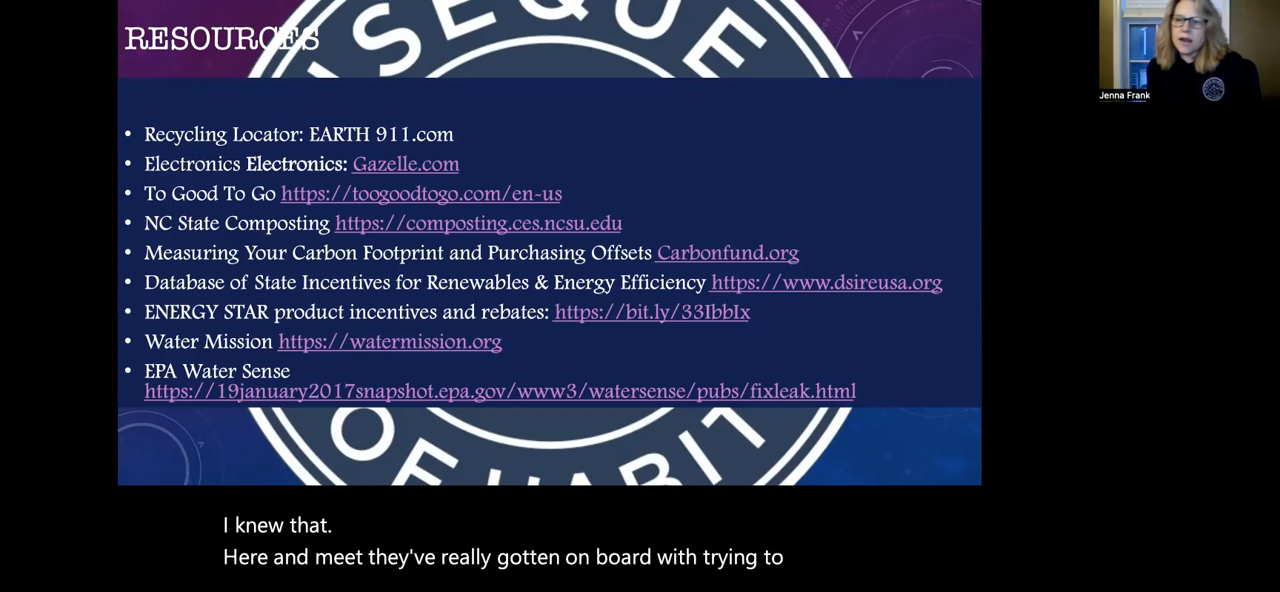 RESOURCES
SEQUE
Jenna Frank
• Recycling Locator: EARTH 911.com
• Electronics Electronics: Gazelle.com
• To Good To Go https://toogoodtogo.com/en-us
• NC State Composting https://composting.ces.ncsu.edu
• Measuring Your Carbon Footprint and Purchasing Offsets Carbonfund.org
• Database of State Incentives for Renewables & Energy Efficiency https://www.dsireusa.org
• ENERGY STAR product incentives and rebates: https://bit.ly/33IbbIx
• Water Mission https://watermission.org
• EPA Water Sense
https://19january2017snapshot.epa.gov/www3/watersense/pubs/fixleak.html
OF HABIT
I knew that.
Here and meet they've really gotten on board with trying to